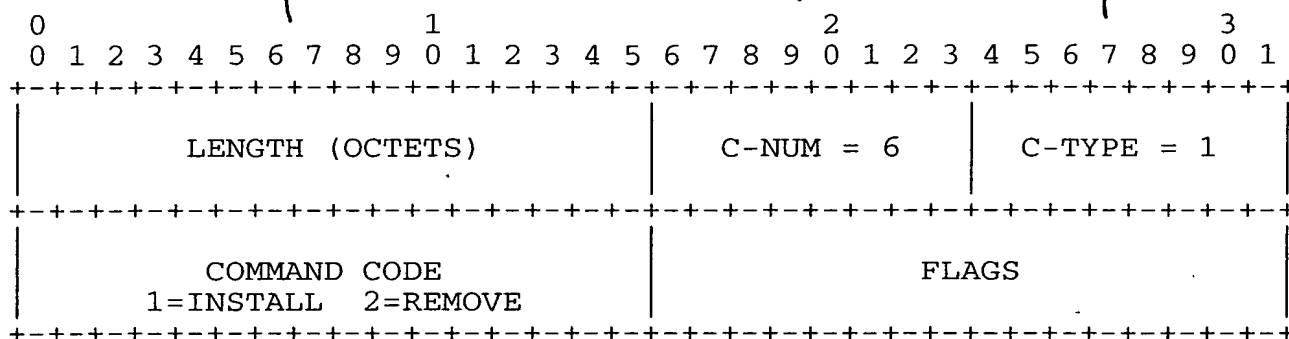 0 1 2 3
0 1 2 3 4 5 6 7 8 9 0 1 2 3 4 5 6 7 8 9 0 1 2 3 4 5 6 7 8 9 0 1
+-+-+-+-+-+-+-+-+-+-+-+-+-+-+-+-+-+-+-+-+-+-+-+-+-+-+-+-+-+-+-+-+
LENGTH (OCTETS) | C-NUM = 6 | C-TYPE = 1
+-+-+-+-+-+-+-+-+-+-+-+-+-+-+-+-+-+-+-+-+-+-+-+-+-+-+-+-+-+-+-+-+
COMMAND CODE | FLAGS
1=INSTALL 2=REMOVE
+-+-+-+-+-+-+-+-+-+-+-+-+-+-+-+-+-+-+-+-+-+-+-+-+-+-+-+-+-+-+-+-+